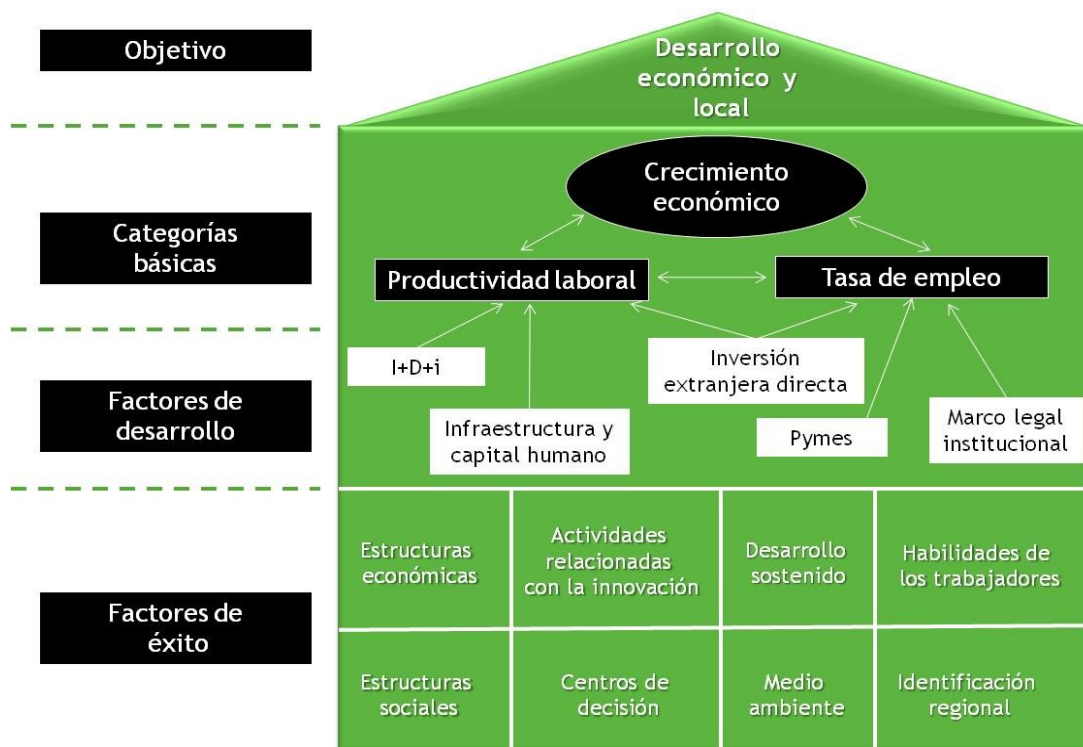 Objetivo
Desarrollo
económico y
local
Crecimiento
económico
Categorías
básicas
Productividad laboral
Tasa de empleo
I+D+i
Inversión
extranjera directa
Factores de
desarrollo
Infraestructura y
capital humano
Pymes
Marco legal
institucional
Estructuras
económicas
Actividades
relacionadas
con la innovación
Desarrollo
sostenido
Habilidades de
los trabajadores
Factores de
éxito
Estructuras
sociales
Centros de
decisión
Medio
ambiente
Identificación
regional